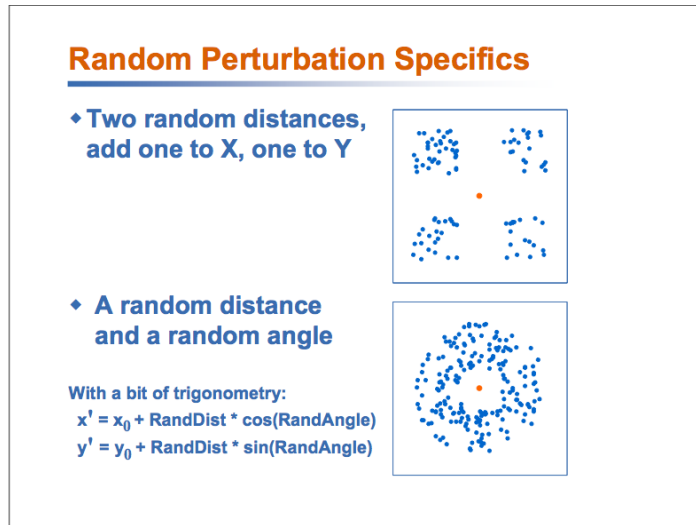 Random Perturbation Specifics
Two random distances,
add one to X, one to Y
A random distance
and a random angle
With a bit of trigonometry:
x' = x₀ + RandDist * cos(RandAngle)
y' = y₀ + RandDist * sin(RandAngle)